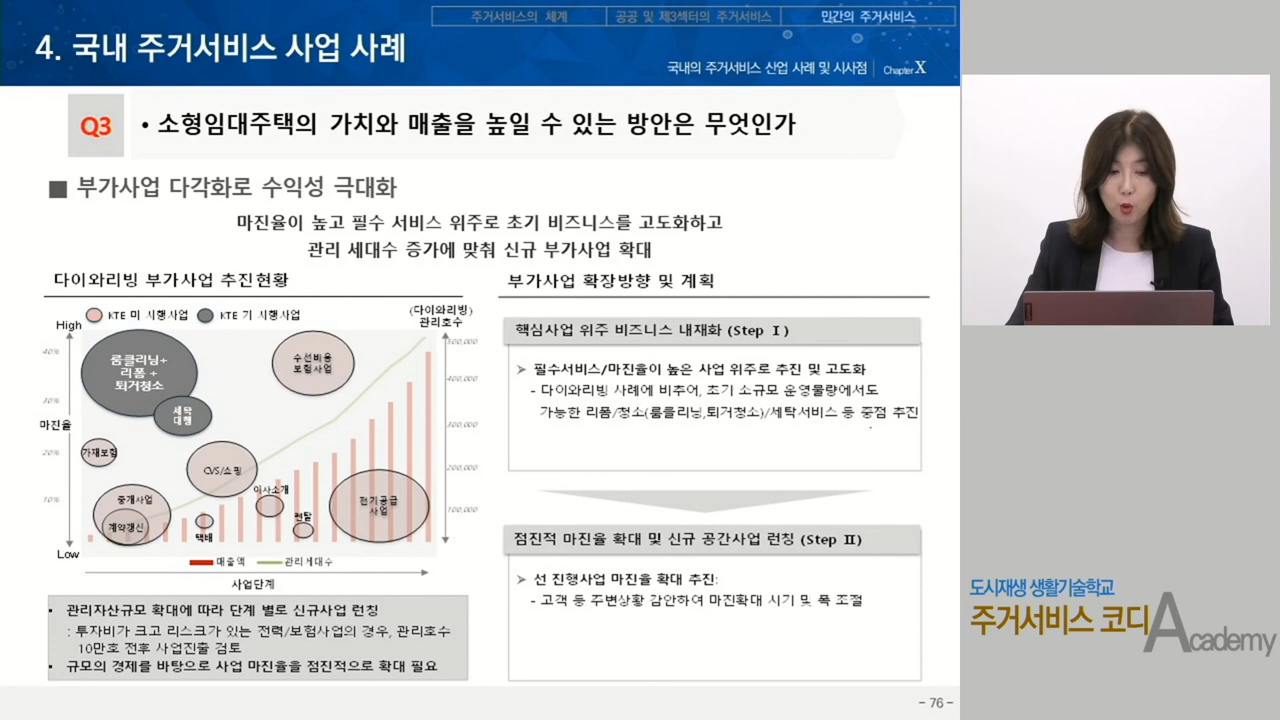 주거서비스의 체계
공공 및 제3섹터의 주거서비스
민간의 주거서비스
4. 국내 주거서비스 사업 사례
국내의 주거서비스 산업 사례 및 시사점
Chapter X
Q3
• 소형임대주택의 가치와 매출을 높일 수 있는 방안은 무엇인가
■ 부가사업 다각화로 수익성 극대화
마진율이 높고 필수 서비스 위주로 초기 비즈니스를 고도화하고
관리 세대수 증가에 맞춰 신규 부가사업 확대
다이와리빙 부가사업 추진현황
KTE 미 시행사업
KTE 기 시행사업
(다이와리빙)
관리호수
High
40%
30%
마진율
20%
10%
Low
500,000
400,000
300,000
200,000
100,000
룸클리닝+
리폼 +
퇴거청소
세탁
대행
수선비용
보험사업
가재보험
CVS/쇼핑
중개사업
계약갱신
택배
이사소개
렌탈
전기공급
사업
매출액
관리세대수
사업단계
• 관리자산규모 확대에 따라 단계 별로 신규사업 런칭
: 투자비가 크고 리스크가 있는 전력/보험사업의 경우, 관리호수
10만호 전후 사업진출 검토
• 규모의 경제를 바탕으로 사업 마진율을 점진적으로 확대 필요
부가사업 확장방향 및 계획
핵심사업 위주 비즈니스 내재화 (Step Ⅰ)
➢ 필수서비스/마진율이 높은 사업 위주로 추진 및 고도화
- 다이와리빙 사례에 비추어, 초기 소규모 운영물량에서도
가능한 리폼/청소(룸클리닝,퇴거청소)/세탁서비스 등 중점 추진
점진적 마진율 확대 및 신규 공간사업 런칭 (Step Ⅱ)
➢ 선 진행사업 마진율 확대 추진:
- 고객 등 주변상황 감안하여 마진확대 시기 및 폭 조절
- 76 -
도시재생 생활기술학교
주거서비스 코디
Academy